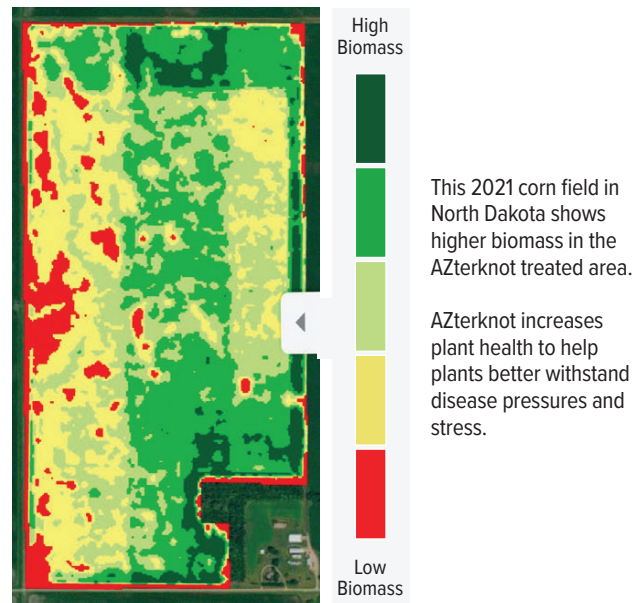 High
Biomass
This 2021 corn field in
North Dakota shows
higher biomass in the
AZterknot treated area.
AZterknot increases
plant health to help
plants better withstand
disease pressures and
stress.
Low
Biomass